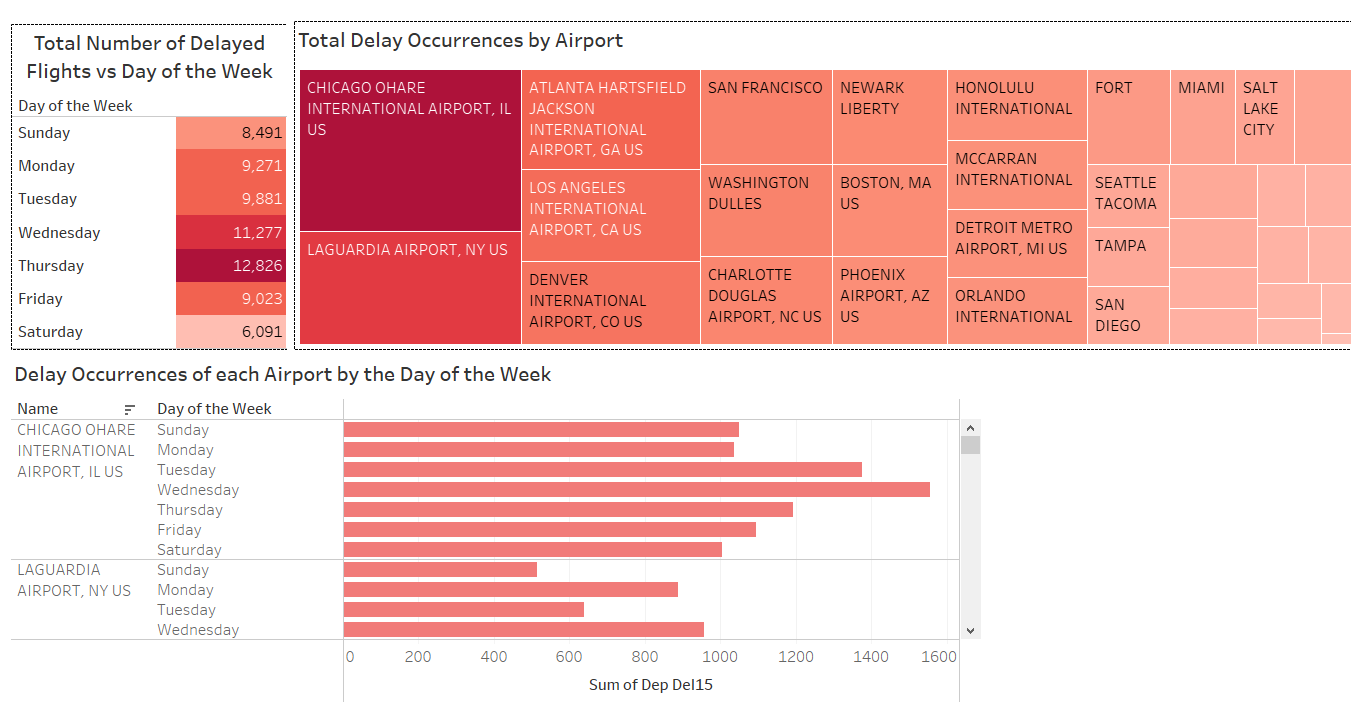 Total Number of Delayed
Flights vs Day of the Week
Day of the Week
Sunday 8,491
Monday 9,271
Tuesday 9,881
Wednesday 11,277
Thursday 12,826
Friday 9,023
Saturday 6,091
Total Delay Occurrences by Airport
CHICAGO OHARE
INTERNATIONAL AIRPORT, IL
US
LAGUARDIA AIRPORT, NY US
ATLANTA HARTSFIELD
JACKSON
INTERNATIONAL
AIRPORT, GA US
LOS ANGELES
INTERNATIONAL
AIRPORT, CA US
DENVER
INTERNATIONAL
AIRPORT, CO US
SAN FRANCISCO
WASHINGTON
DULLES
CHARLOTTE
DOUGLAS
AIRPORT, NC US
NEWARK
LIBERTY
BOSTON, MA
US
PHOENIX
AIRPORT, AZ
US
HONOLULU
INTERNATIONAL
MCCARRAN
INTERNATIONAL
DETROIT METRO
AIRPORT, MI US
ORLANDO
INTERNATIONAL
FORT
SEATTLE
TACOMA
TAMPA
SAN
DIEGO
MIAMI
SALT
LAKE
CITY
Delay Occurrences of each Airport by the Day of the Week
Name Day of the Week
CHICAGO OHARE
INTERNATIONAL
AIRPORT, IL US
Sunday
Monday
Tuesday
Wednesday
Thursday
Friday
Saturday
LAGUARDIA
AIRPORT, NY US
Sunday
Monday
Tuesday
Wednesday
0 200 400 600 800 1000 1200 1400 1600
Sum of Dep Del15